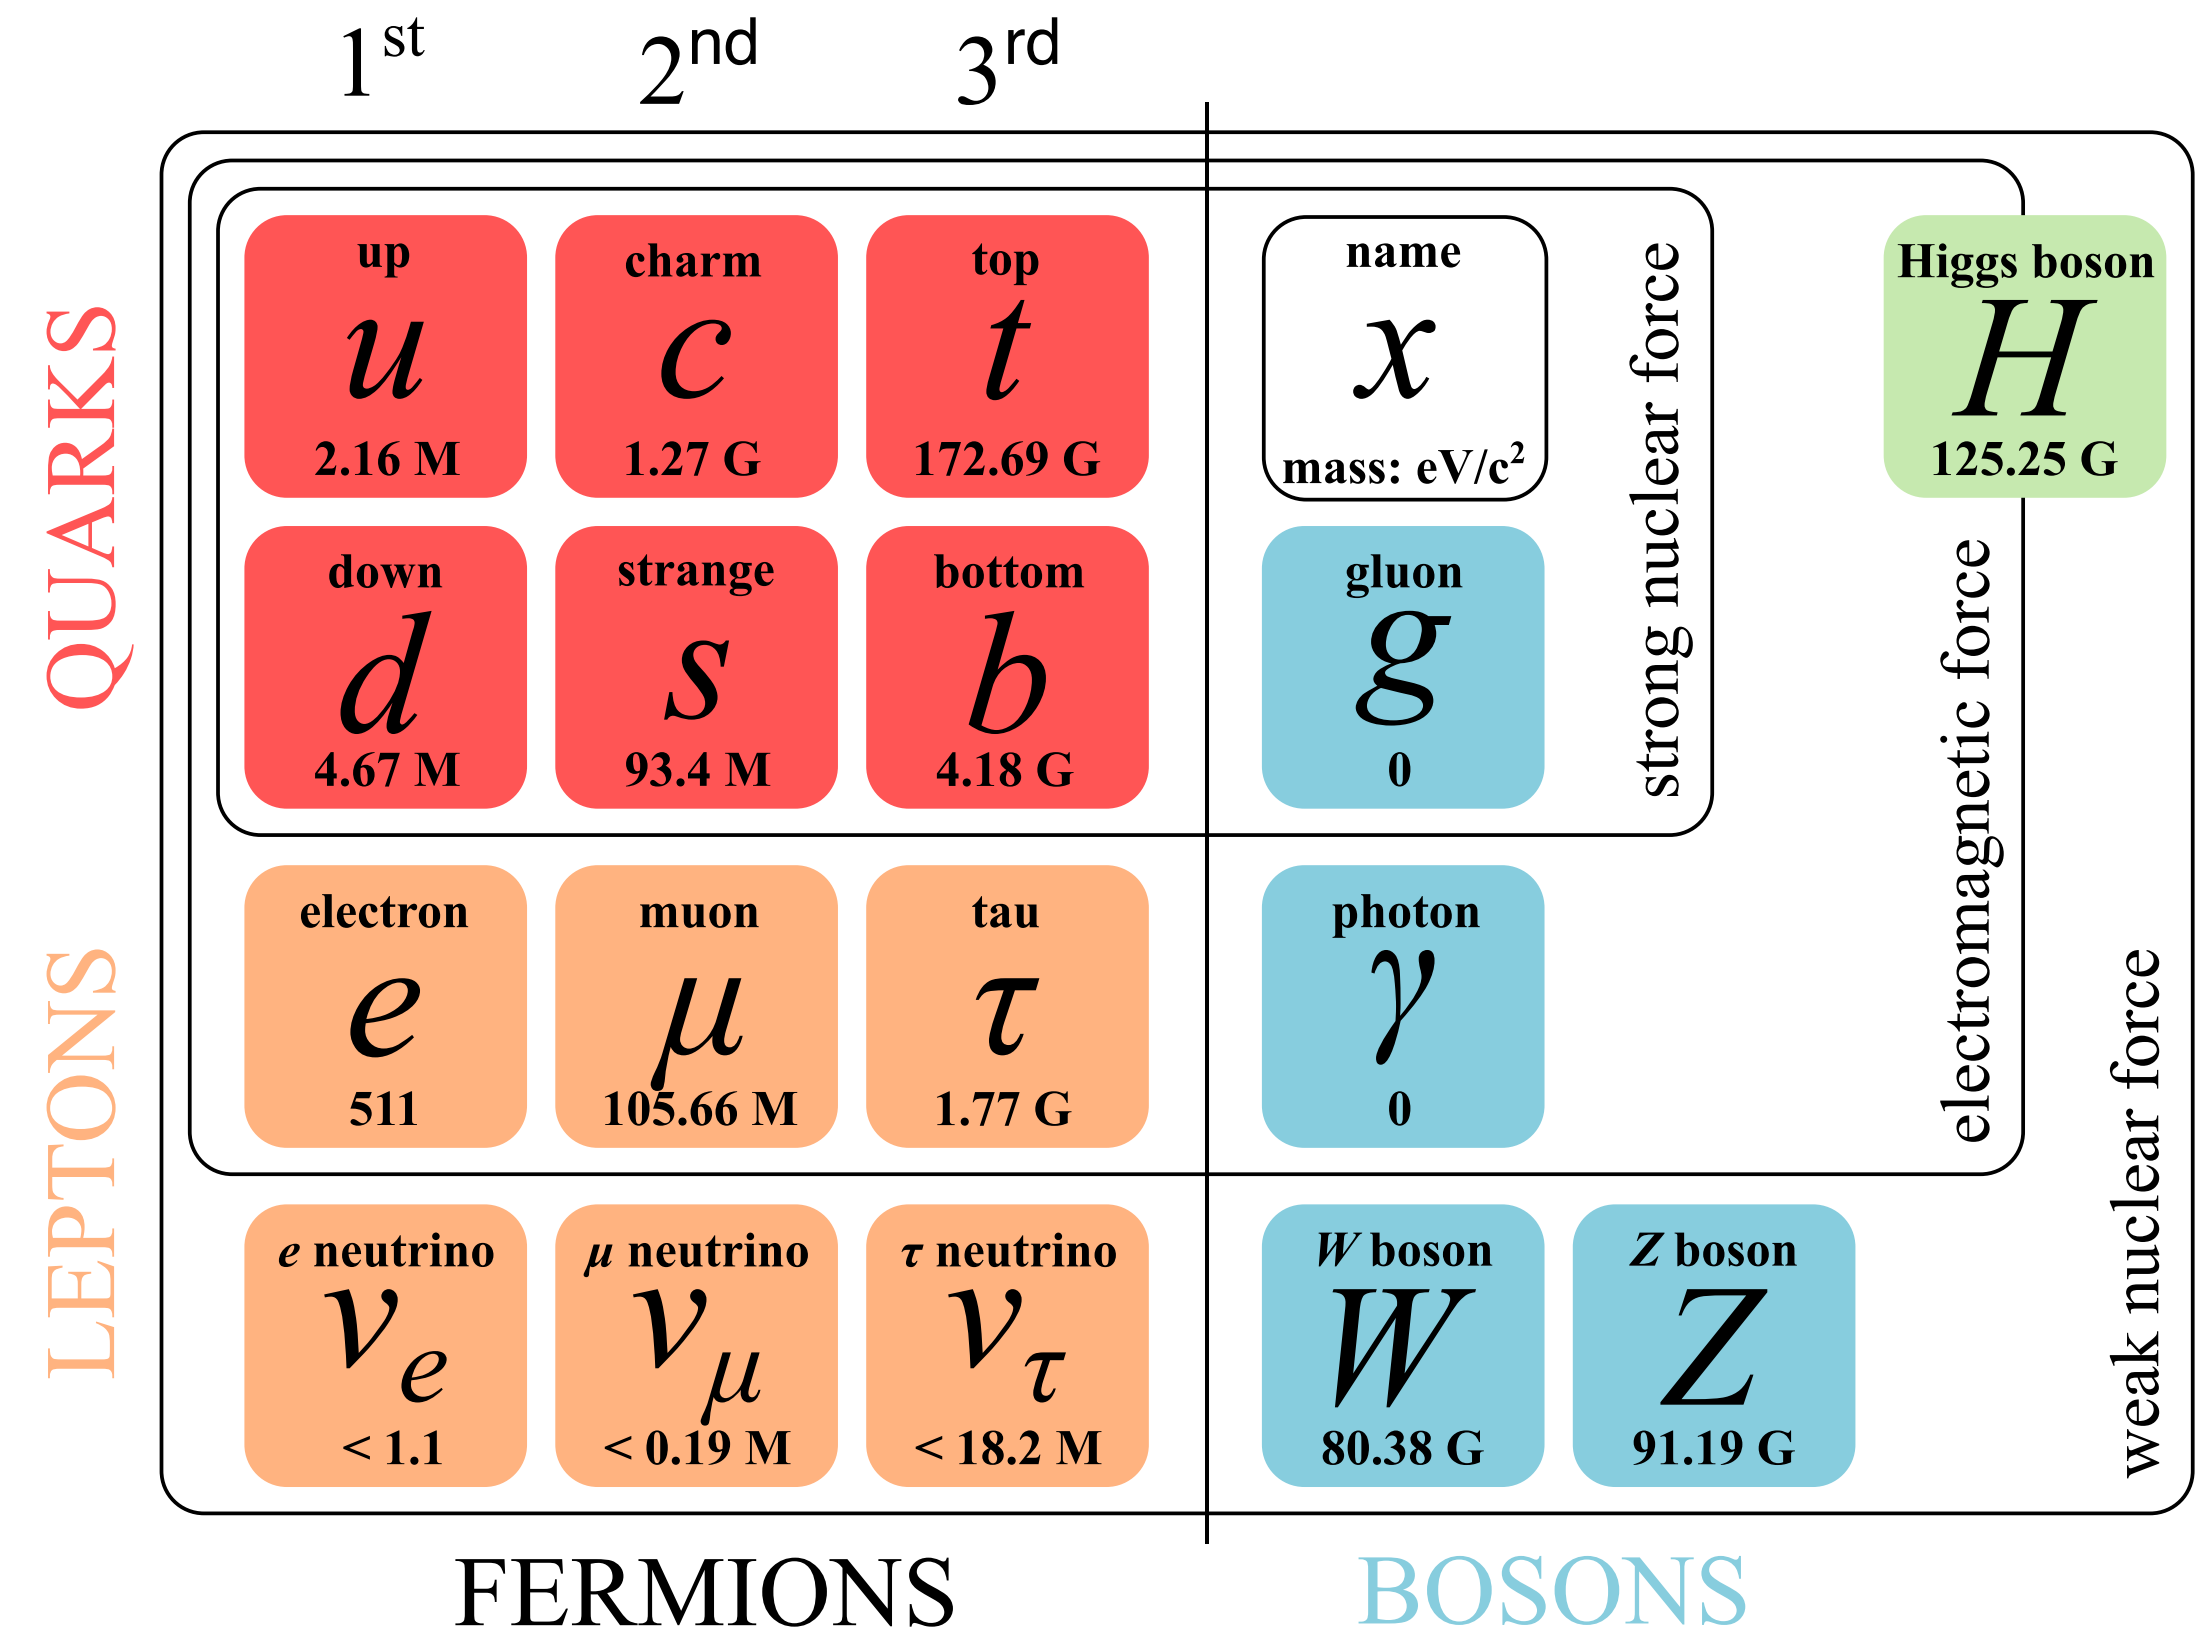 1st 2nd 3rd
QUARKS
LEPTONS
up
u
2.16 M
charm
c
1.27 G
top
t
172.69 G
name
x
mass: eV/c²
Higgs boson
H
125.25 G
down
d
4.67 M
strange
s
93.4 M
bottom
b
4.18 G
gluon
g
0
strong nuclear force
electron
e
511
muon
μ
105.66 M
tau
τ
1.77 G
photon
γ
0
electromagnetic force
e neutrino
νe
< 1.1
μ neutrino
νμ
< 0.19 M
τ neutrino
ντ
< 18.2 M
W boson
W
80.38 G
Z boson
Z
91.19 G
weak nuclear force
FERMIONS
BOSONS